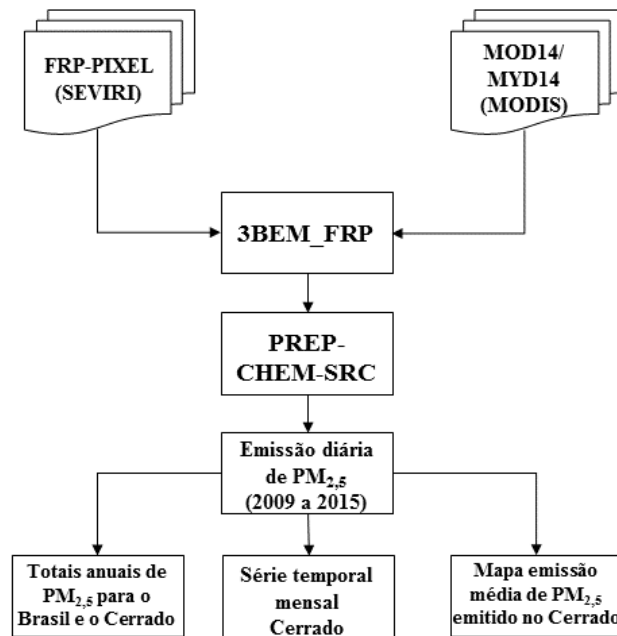 FRP-PIXEL
(SEVIRI)
MOD14/
MYD14
(MODIS)
3BEM_FRP
PREP-
CHEM-SRC
Emissão diária
de PM2,5
(2009 a 2015)
Totais anuais de
PM2,5 para o
Brasil e o Cerrado
Série temporal
mensal
Cerrado
Mapa emissão
média de PM2,5
emitido no Cerrado